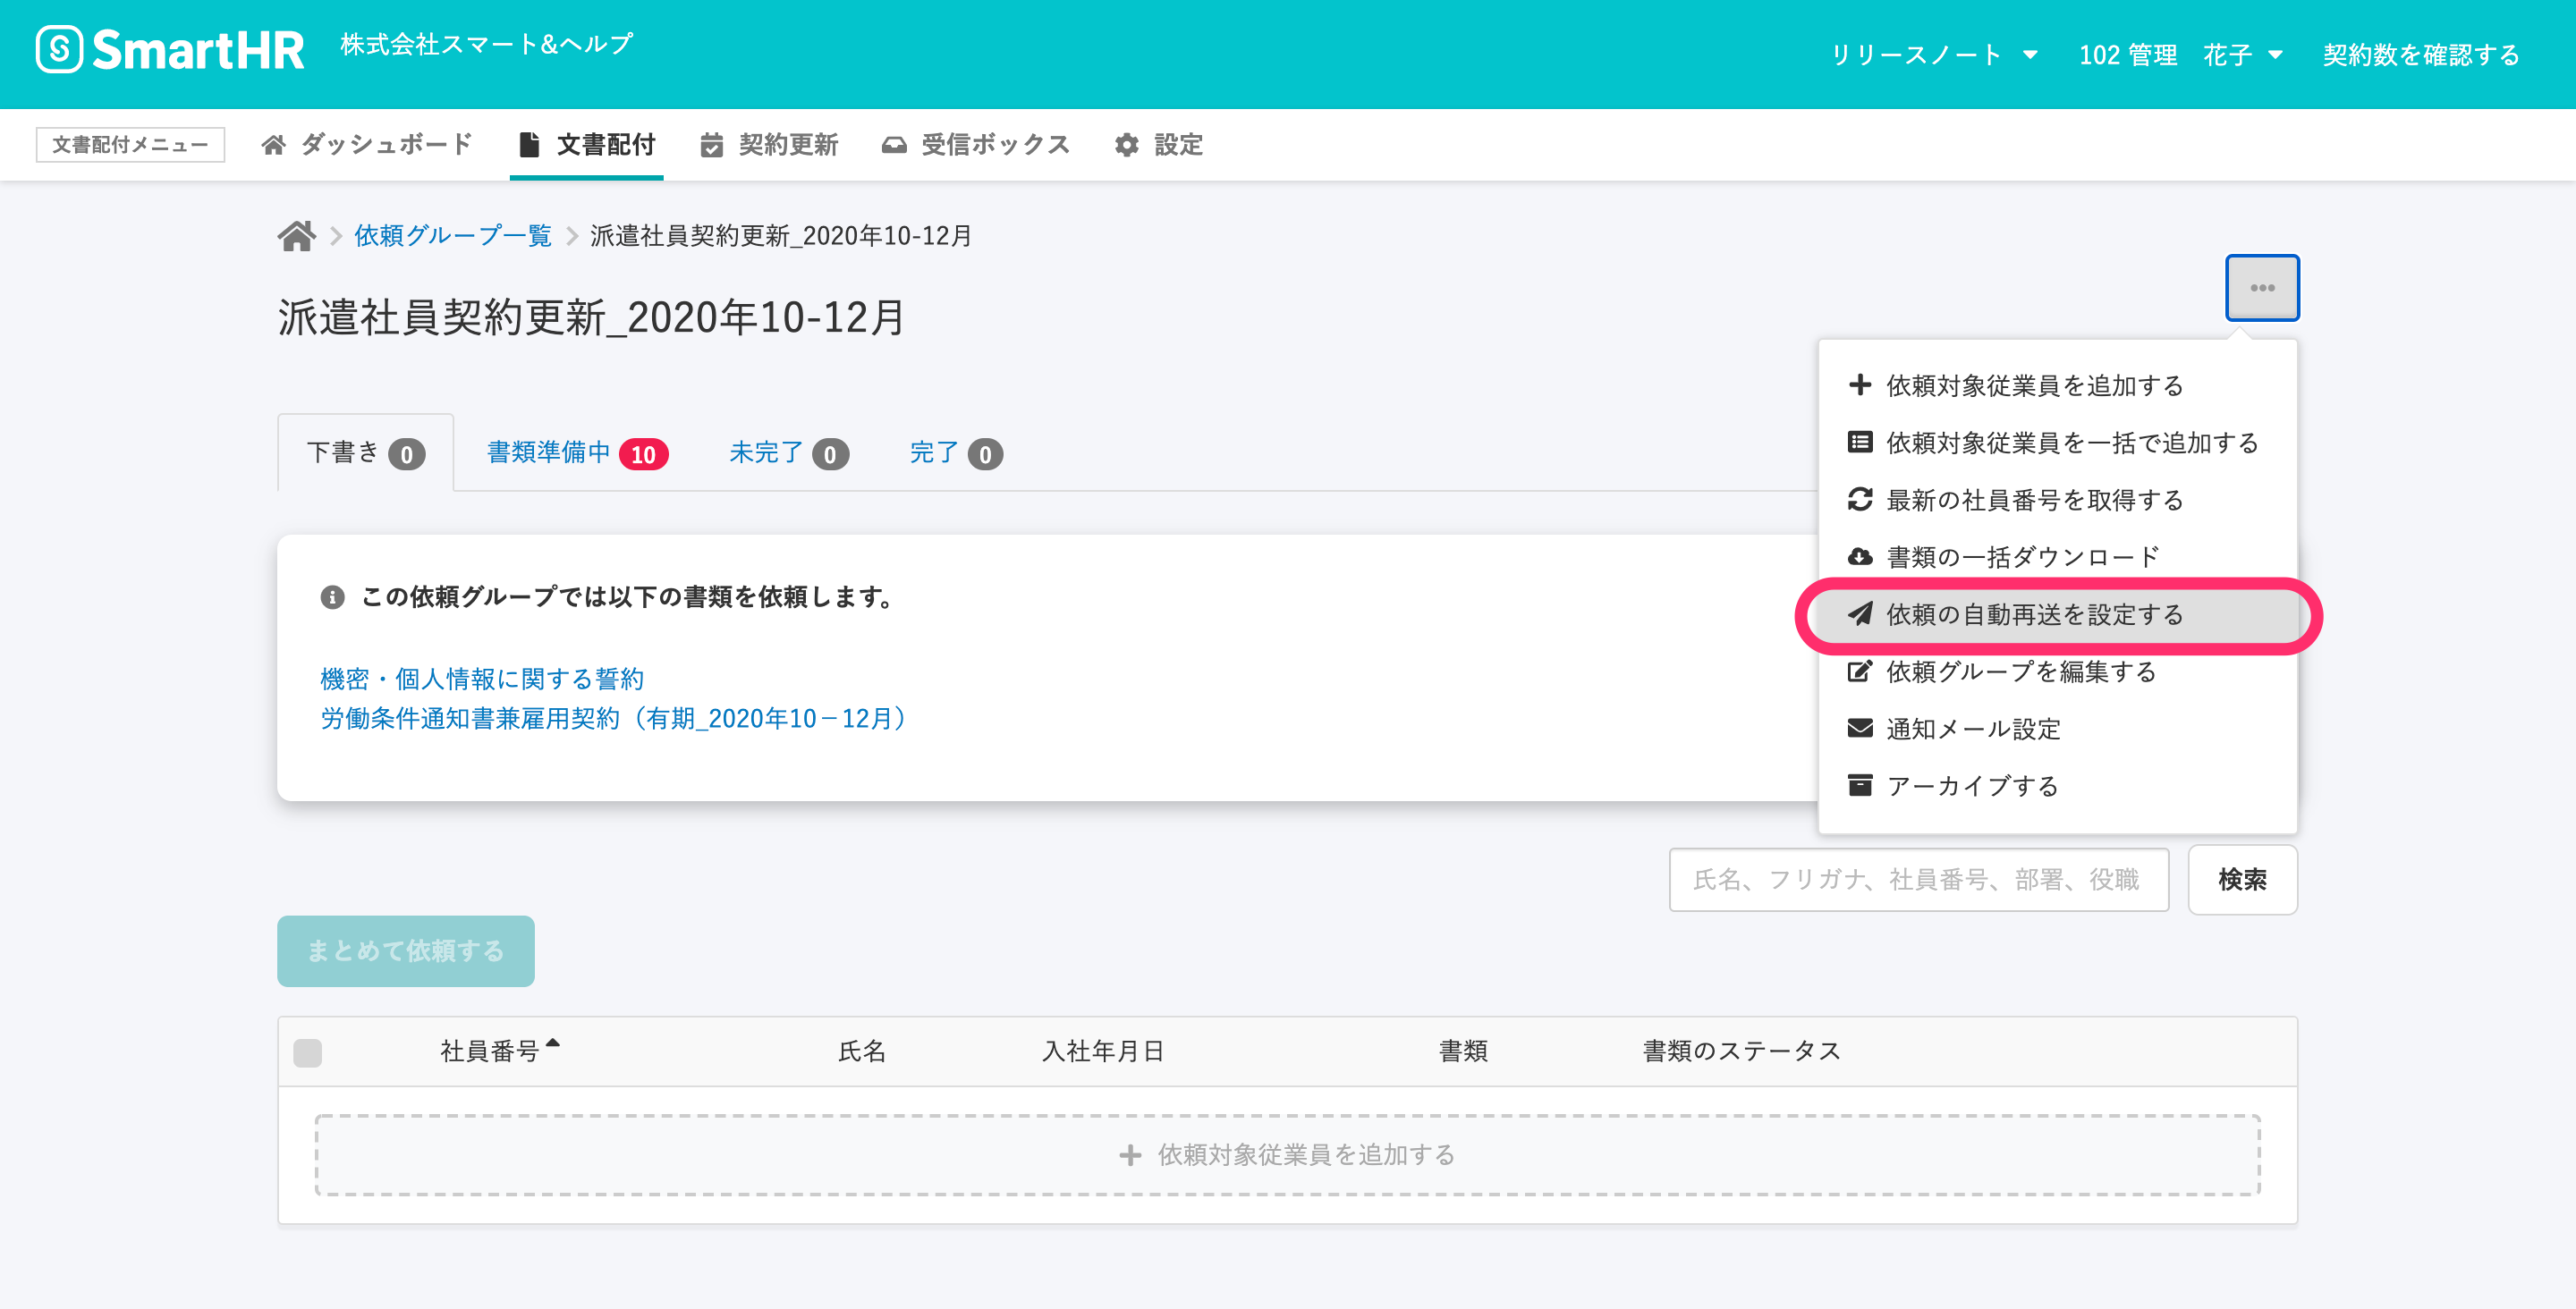 SmartHR 株式会社スマート&ヘルプ リリースノート 102 管理 花子 契約数を確認する
文書配付メニュー ダッシュボード 文書配付 契約更新 受信ボックス 設定
依頼グループ一覧 派遣社員契約更新_2020年10-12月
派遣社員契約更新_2020年10-12月
下書き 0 書類準備中 10 未完了 0 完了 0
依頼対象従業員を追加する
依頼対象従業員を一括で追加する
最新の社員番号を取得する
書類の一括ダウンロード
依頼の自動再送を設定する
依頼グループを編集する
通知メール設定
アーカイブする
この依頼グループでは以下の書類を依頼します。
機密・個人情報に関する誓約
労働条件通知書兼雇用契約（有期_2020年10－12月）
氏名、フリガナ、社員番号、部署、役職 検索
まとめて依頼する
社員番号 氏名 入社年月日 書類 書類のステータス
依頼対象従業員を追加する